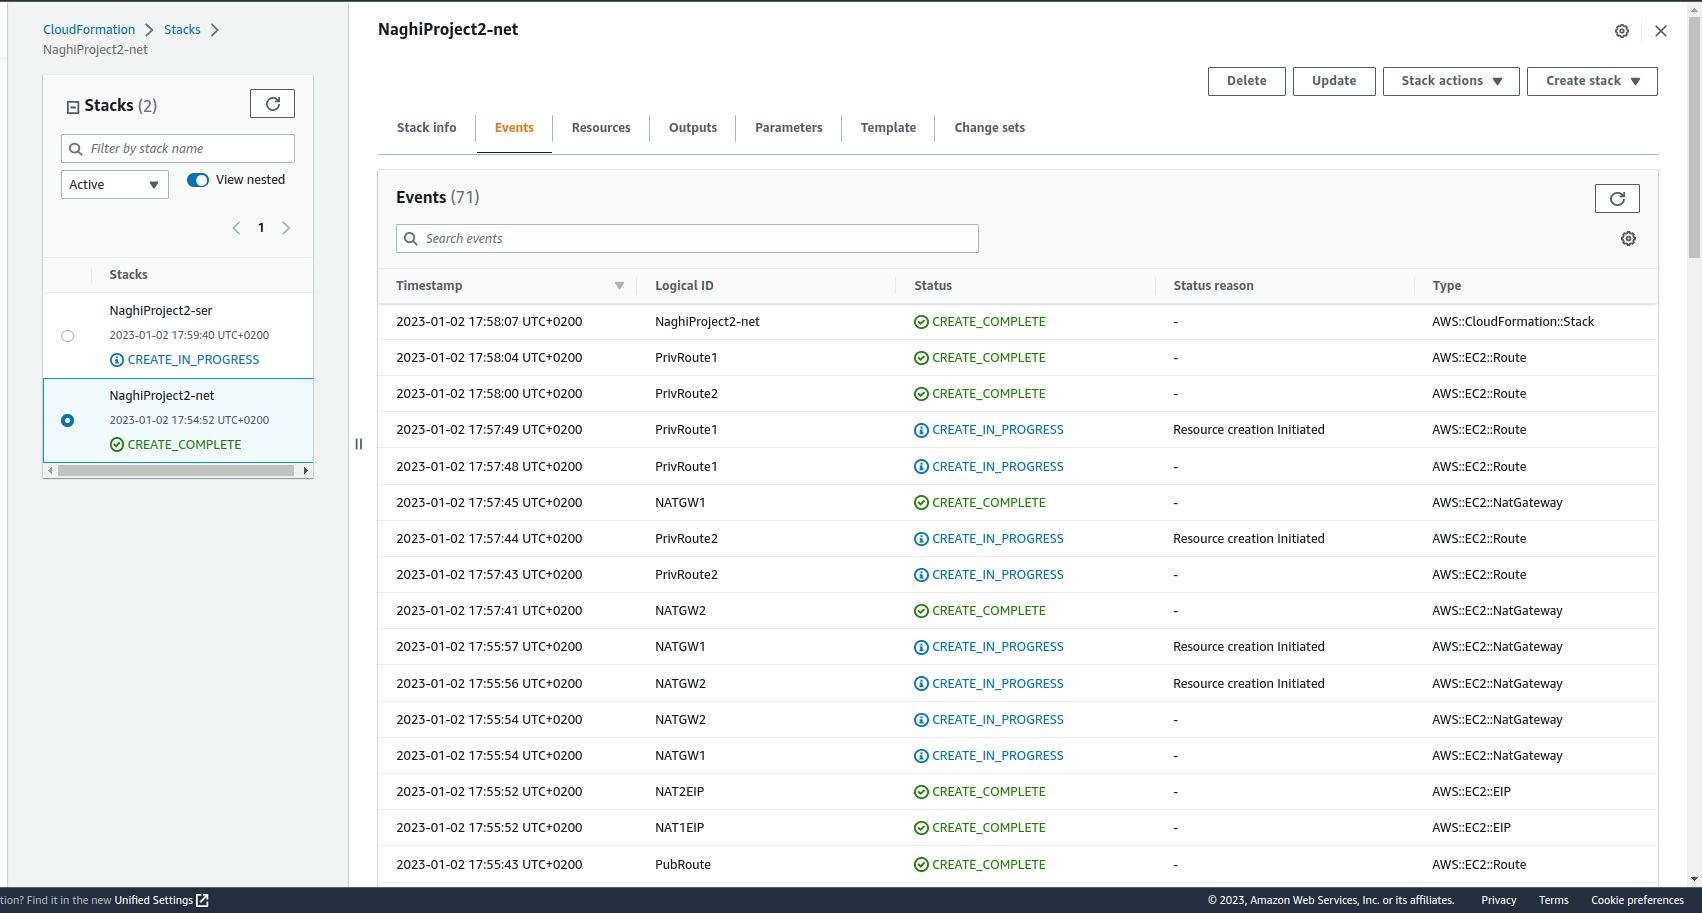 CloudFormation
Stacks
NaghiProject2-net
Stacks (2)
Filter by stack name
Active
View nested
1
Stacks
NaghiProject2-ser
2023-01-02 17:59:40 UTC+0200
CREATE_IN_PROGRESS
NaghiProject2-net
2023-01-02 17:54:52 UTC+0200
CREATE_COMPLETE
NaghiProject2-net
Delete Update Stack actions Create stack
Stack info Events Resources Outputs Parameters Template Change sets
Events (71)
Search events
Timestamp Logical ID Status Status reason Type
2023-01-02 17:58:07 UTC+0200 NaghiProject2-net CREATE_COMPLETE - AWS::CloudFormation::Stack
2023-01-02 17:58:04 UTC+0200 PrivRoute1 CREATE_COMPLETE - AWS::EC2::Route
2023-01-02 17:58:00 UTC+0200 PrivRoute2 CREATE_COMPLETE - AWS::EC2::Route
2023-01-02 17:57:49 UTC+0200 PrivRoute1 CREATE_IN_PROGRESS Resource creation Initiated AWS::EC2::Route
2023-01-02 17:57:48 UTC+0200 PrivRoute1 CREATE_IN_PROGRESS - AWS::EC2::Route
2023-01-02 17:57:45 UTC+0200 NATGW1 CREATE_COMPLETE - AWS::EC2::NatGateway
2023-01-02 17:57:44 UTC+0200 PrivRoute2 CREATE_IN_PROGRESS Resource creation Initiated AWS::EC2::Route
2023-01-02 17:57:43 UTC+0200 PrivRoute2 CREATE_IN_PROGRESS - AWS::EC2::Route
2023-01-02 17:57:41 UTC+0200 NATGW2 CREATE_COMPLETE - AWS::EC2::NatGateway
2023-01-02 17:55:57 UTC+0200 NATGW1 CREATE_IN_PROGRESS Resource creation Initiated AWS::EC2::NatGateway
2023-01-02 17:55:56 UTC+0200 NATGW2 CREATE_IN_PROGRESS Resource creation Initiated AWS::EC2::NatGateway
2023-01-02 17:55:54 UTC+0200 NATGW2 CREATE_IN_PROGRESS - AWS::EC2::NatGateway
2023-01-02 17:55:54 UTC+0200 NATGW1 CREATE_IN_PROGRESS - AWS::EC2::NatGateway
2023-01-02 17:55:52 UTC+0200 NAT2EIP CREATE_COMPLETE - AWS::EC2::EIP
2023-01-02 17:55:52 UTC+0200 NAT1EIP CREATE_COMPLETE - AWS::EC2::EIP
2023-01-02 17:55:43 UTC+0200 PubRoute CREATE_COMPLETE - AWS::EC2::Route
tion? Find it in the new Unified Settings
© 2023, Amazon Web Services, Inc. or its affiliates. Privacy Terms Cookie preferences